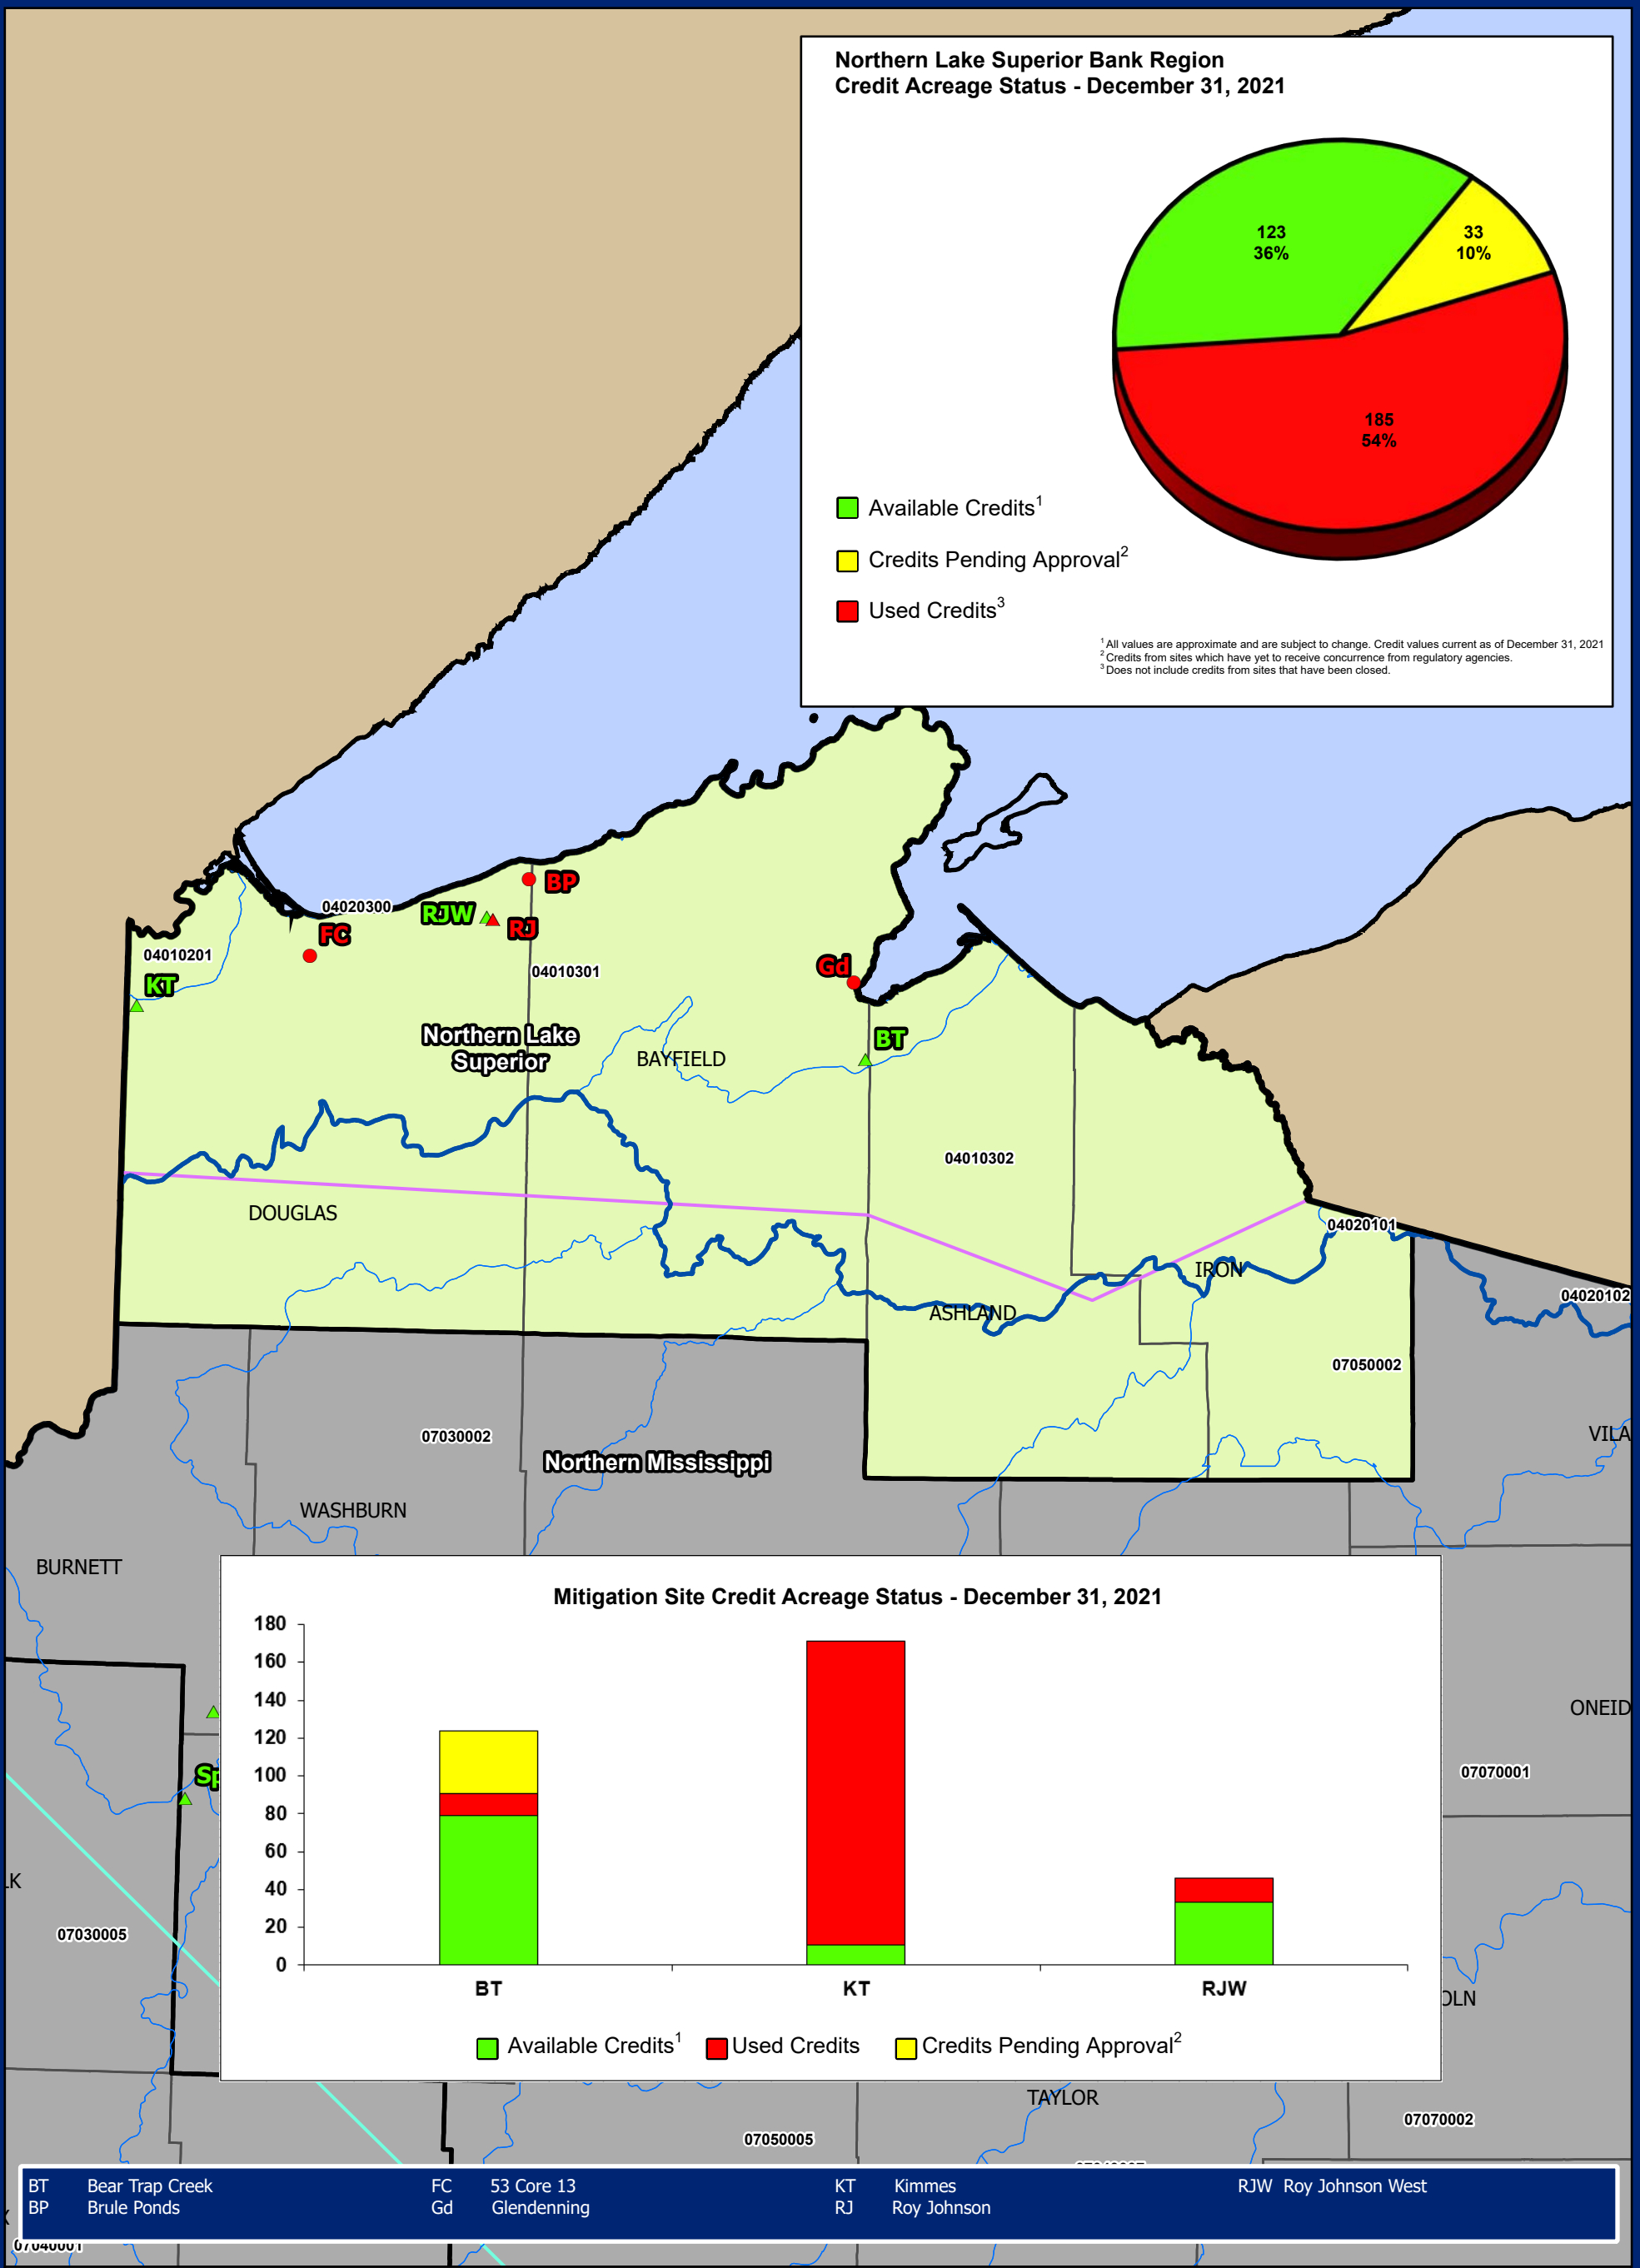 Northern Lake Superior Bank Region
Credit Acreage Status - December 31, 2021
123
36%
33
10%
185
54%
Available Credits1
Credits Pending Approval2
Used Credits3
1 All values are approximate and are subject to change. Credit values current as of December 31, 2021
2 Credits from sites which have yet to receive concurrence from regulatory agencies.
3 Does not include credits from sites that have been closed.
BP
04020300
RJW
RJ
FC
04010201
04010301
Gd
KT
Northern Lake
Superior
BAYFIELD
BT
04010302
DOUGLAS
04020101
IRON
04020102
ASHLAND
07050002
07030002
VILA
Northern Mississippi
WASHBURN
BURNETT
Mitigation Site Credit Acreage Status - December 31, 2021
180
160
140
120
100
80
60
40
20
0
BT
KT
RJW
Available Credits1
Used Credits
Credits Pending Approval2
ONEID
07070001
Sp
LK
07030005
OLN
TAYLOR
07070002
07050005
BT Bear Trap Creek
BP Brule Ponds
FC 53 Core 13
Gd Glendenning
KT Kimmes
RJ Roy Johnson
RJW Roy Johnson West
07040001